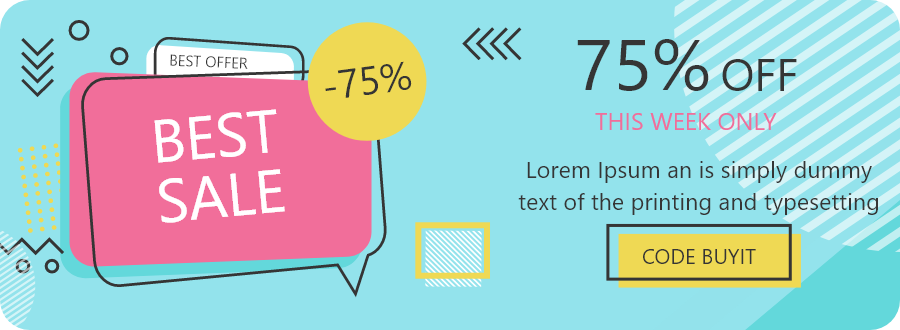 BEST OFFER
-75%
BEST
SALE
75% OFF
THIS WEEK ONLY
Lorem Ipsum an is simply dummy
text of the printing and typesetting
CODE BUYIT